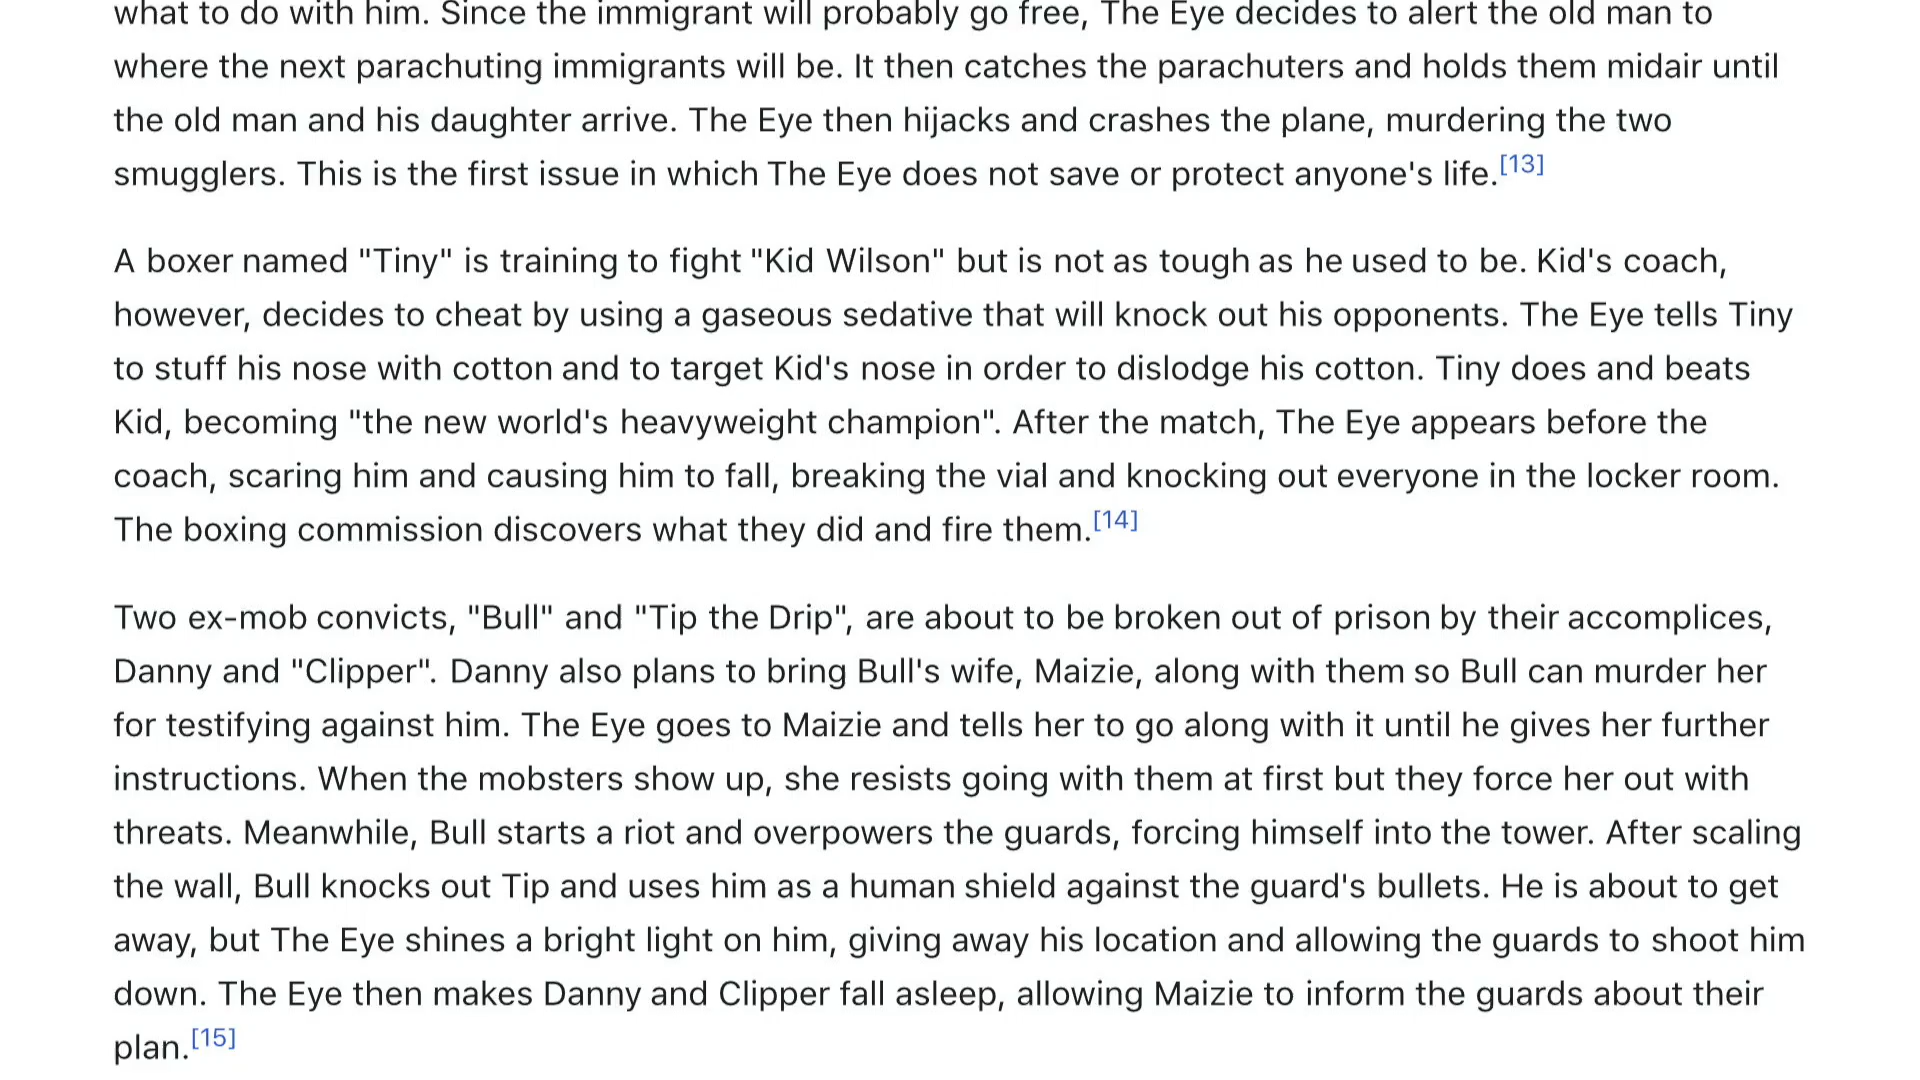 what to do with him. Since the immigrant will probably go free, The Eye decides to alert the old man to
where the next parachuting immigrants will be. It then catches the parachuters and holds them midair until
the old man and his daughter arrive. The Eye then hijacks and crashes the plane, murdering the two
smugglers. This is the first issue in which The Eye does not save or protect anyone's life.[13]
A boxer named "Tiny" is training to fight "Kid Wilson" but is not as tough as he used to be. Kid's coach,
however, decides to cheat by using a gaseous sedative that will knock out his opponents. The Eye tells Tiny
to stuff his nose with cotton and to target Kid's nose in order to dislodge his cotton. Tiny does and beats
Kid, becoming "the new world's heavyweight champion". After the match, The Eye appears before the
coach, scaring him and causing him to fall, breaking the vial and knocking out everyone in the locker room.
The boxing commission discovers what they did and fire them.[14]
Two ex-mob convicts, "Bull" and "Tip the Drip", are about to be broken out of prison by their accomplices,
Danny and "Clipper". Danny also plans to bring Bull's wife, Maizie, along with them so Bull can murder her
for testifying against him. The Eye goes to Maizie and tells her to go along with it until he gives her further
instructions. When the mobsters show up, she resists going with them at first but they force her out with
threats. Meanwhile, Bull starts a riot and overpowers the guards, forcing himself into the tower. After scaling
the wall, Bull knocks out Tip and uses him as a human shield against the guard's bullets. He is about to get
away, but The Eye shines a bright light on him, giving away his location and allowing the guards to shoot him
down. The Eye then makes Danny and Clipper fall asleep, allowing Maizie to inform the guards about their
plan.[15]